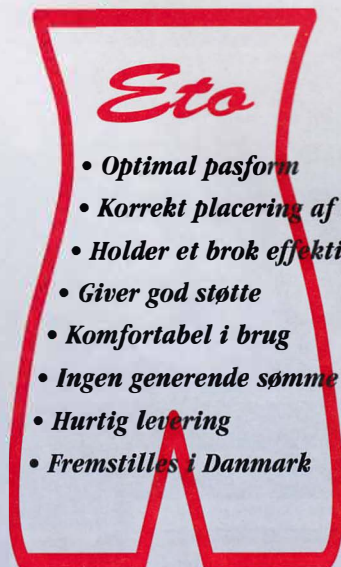 Eto
• Optimal pasform
• Korrekt placering af
• Holder et brok effekti
• Giver god støtte
• Komfortabel i brug
• Ingen generende sømme
• Hurtig levering
• Fremstilles i Danmark